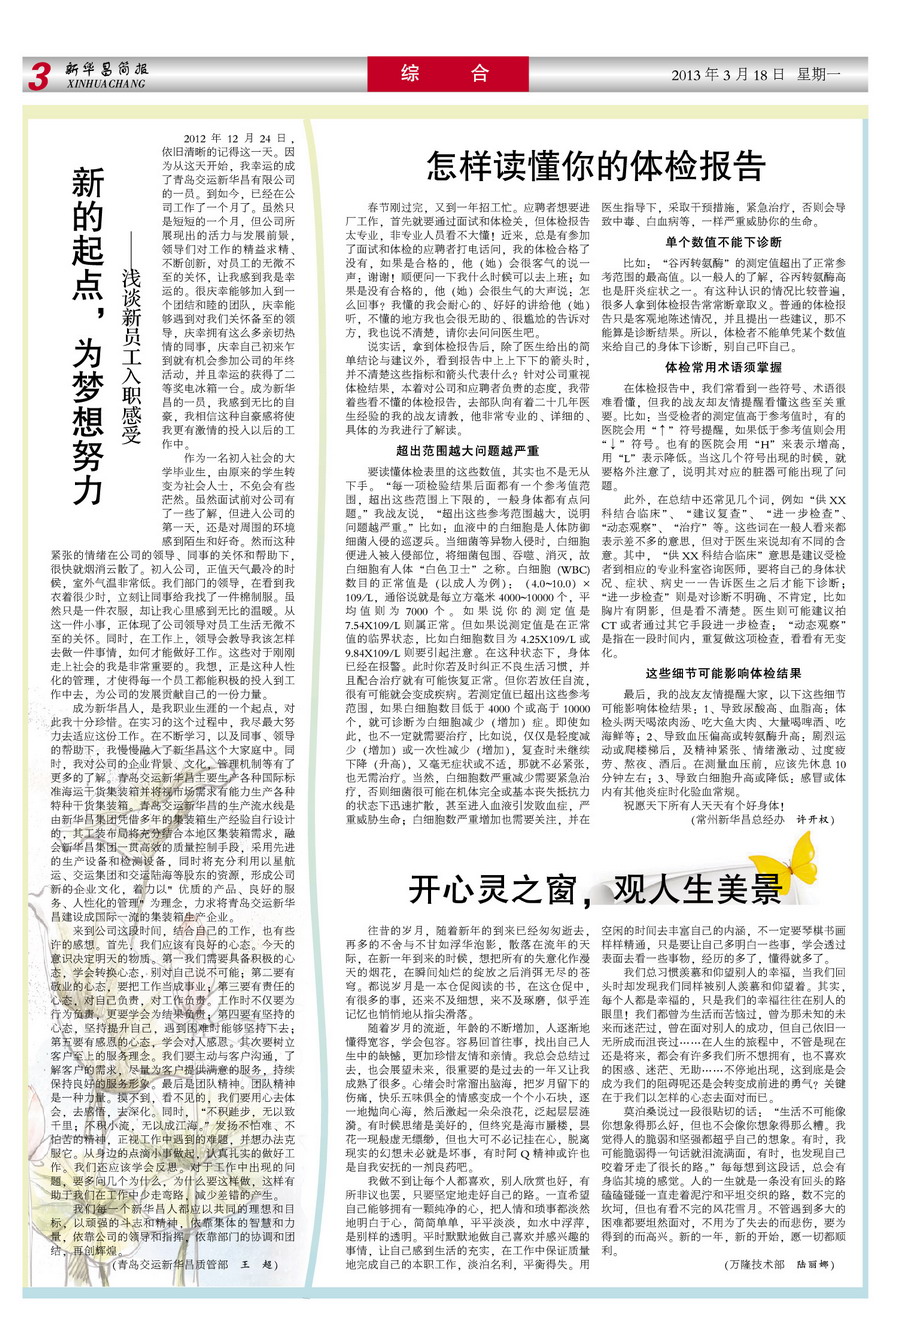 3
新华昌简报
XINHUACHANG
综 合
2013 年 3 月 18 日 星期一
新的起点，为梦想努力
——浅谈新员工入职感受
2012 年 12 月 24 日，
依旧清晰的记得这一天。因
为从这天开始，我幸运的成
了青岛交运新华昌有限公司
的一员。到如今，已经在公
司工作了一个月了。虽然只
是短短的一个月，但公司所
展现出的活力与发展前景，
领导们对工作的精益求精、
不断创新，对员工的无微不
至的关怀，让我感到我是幸
运的。很庆幸能够加入到一
个团结和睦的团队，庆幸能
够遇到对我们关怀备至的领
导，庆幸拥有这么多亲切热
情的同事，庆幸自己初来乍
到就有机会参加公司的年终
活动，并且幸运的获得了二
等奖电冰箱一台。成为新华昌
昌的一员，我感到无比的自
豪，我相信这种自豪感将使
我更有激情的投入以后的工
作中。
作为一名初入社会的大
学毕业生，由原来的学生转
变为社会人士，不免会有些
茫然。虽然面试前对公司有
了一些了解，但进入公司的
第一天，还是对周围的环境
感到陌生和好奇。然而这种
紧张的情绪在公司的领导、同事的关怀和帮助下，
很快就烟消云散了。初入公司，正值天气最冷的时
候，室外气温非常低。我们部门的领导，在看到我
衣着很少时，立刻让同事给我找了一件棉制服。虽
然只是一件衣服，却让我心里感到无比的温暖。从
这一件小事，正体现了公司领导对员工生活无微不
至的关怀。同时，在工作上，领导会教导我该怎样
去做一件事情，如何才能做好工作。这些对于刚刚
走上社会的我是非常重要的。我想，正是这种人性
化的管理，才使得每一个员工都能积极的投入到工
作中去，为公司的发展贡献自己的一份力量。
成为新华昌人，是我职业生涯的一个起点，对
此我十分珍惜。在实习的这个过程中，我尽最大努
力去适应这份工作。在不断学习，以及同事、领导
的帮助下，我慢慢融入了新华昌这个大家庭中。同
时，我对公司的企业背景、文化、管理机制等有了
更多的了解。青岛交运新华昌主要生产各种国际标
准海运干货集装箱并将视市场需求有能力生产各种
特种干货集装箱。青岛交运新华昌的生产流水线是
由新华昌集团凭借多年的集装箱生产经验自行设计
的，其工装布局将充分结合本地区集装箱需求，融
会新华昌集团一贯高效的质量控制手段，采用先进
的生产设备和检测设备，同时将充分利用以星航
运、交运集团和交运陆海等股东的资源，形成公司
新的企业文化，着力以" 优质的产品、良好的服
务、人性化的管理" 为理念，力求将青岛交运新华
昌建设成国际一流的集装箱生产企业。
来到公司这段时间，结合自己的工作，也有些
许的感想。首先，我们应该有良好的心态。今天的
意识决定明天的物质。第一我们需要具备积极的心
态，学会转换心态，别对自己说不可能；第二要有
敬业的心态，要把工作当成事业；第三要有责任的
心态，对自己负责，对工作负责，工作时不仅要为
行为负责，更要学会为结果负责；第四要有坚持的
心态，坚持提升自己，遇到困难时能够坚持下去；
第五要有感恩的心态，学会对人感恩。其次要树立
客户至上的服务理念。我们要主动与客户沟通，了
解客户的需求，尽量为客户提供满意的服务，持续
保持良好的服务形象。最后是团队精神。团队精神
是一种力量。摸不到，看不见的，我们要用心去体
会，去感悟，去深化。同时，“不积跬步，无以致
千里；不积小流，无以成江海。”发扬不怕难、不
怕苦的精神，正视工作中遇到的难题，并想办法克
服它。从身边的点滴小事做起，认真扎实的做好工
作。我们还应该学会反思。对于工作中出现的问
题，要多问几个为什么，为什么要这样做，这样有
助于我们在工作中少走弯路，减少差错的产生。
我们每一个新华昌人都应以共同的理想和目
标，以顽强的斗志和精神，依靠集体的智慧和力
量，依靠公司的领导和指挥，依靠部门的协调和团
结，再创辉煌。
(青岛交运新华昌质管部 王 超)
怎样读懂你的体检报告
春节刚过完，又到一年招工忙。应聘者想要进
厂工作，首先就要通过面试和体检关，但体检报告
太专业，非专业人员看不大懂！近来，总是有参加
了面试和体检的应聘者打电话问，我的体检合格了
没有，如果是合格的，他（她）会很客气的说一
声：谢谢！顺便问一下我什么时候可以去上班；如
果是没有合格的，他（她）会很生气的大声说：怎
么回事？我懂的我会耐心的、好好的讲给他（她）
听，不懂的地方我也会很无助的、很尴尬的告诉对
方，我也说不清楚，请你去问问医生吧。
说实话，拿到体检报告后，除了医生给出的简
单结论与建议外，看到报告中上上下下的箭头时，
并不清楚这些指标和箭头代表什么？针对公司重视
体检结果，本着对公司和应聘者负责的态度，我带
着些看不懂的体检报告，去部队向有着二十几年医
生经验的我的战友请教，他非常专业的、详细的、
具体的为我进行了解读。
超出范围越大问题越严重
要读懂体检表里的这些数值，其实也不是无从
下手。“每一项检验结果后面都有一个参考值范
围，超出这些范围上下限的，一般身体都有点问
题。”我战友说，“超出这些参考范围越大，说明
问题越严重。”比如：血液中的白细胞是人体防御
细菌入侵的巡逻兵。当细菌等异物入侵时，白细胞
便进入被入侵部位，将细菌包围、吞噬、消灭，故
白细胞有人体“白色卫士”之称。白细胞 (WBC)
数目的正常值是（以成人为例）：（4.0~10.0）×
109/L，通俗说就是每立方毫米 4000~10000 个，平
均值则为 7000 个。如果说你的测定值是
7.54X109/L 则属正常。但如果说测定值是在正常
值的临界状态，比如白细胞数目为 4.25X109/L 或
9.84X109/L 则要引起注意。在这种状态下，身体
已经在报警。此时你若及时纠正不良生活习惯，并
且配合治疗就有可能恢复正常。但你若放任自流，
很有可能就会变成疾病。若测定值已超出这些参考
范围，如果白细胞数目低于 4000 个或高于 10000
个，就可诊断为白细胞减少（增加）症。即使如
此，也不一定就需要治疗，比如说，仅仅是轻度减
少（增加）或一次性减少（增加），复查时未继续
下降（升高），又毫无症状或不适，那就不必紧张，
也无需治疗。当然，白细胞数严重减少需要紧急治
疗，否则细菌很可能在机体完全或基本丧失抵抗力
的状态下迅速扩散，甚至进入血液引发败血症，严
重威胁生命；白细胞数严重增加也需要关注，并在
医生指导下，采取干预措施，紧急治疗，否则会导
致中毒、白血病等，一样严重威胁你的生命。
单个数值不能下诊断
比如：“谷丙转氨酶”的测定值超出了正常参
考范围的最高值。以一般人的了解，谷丙转氨酶高
也是肝炎症状之一。有这种认识的情况比较普遍，
很多人拿到体检报告常常断章取义。普通的体检报
告只是客观地陈述情况，并且提出一些建议，那不
能算是诊断结果。所以，体检者不能单凭某个数值
来给自己的身体下诊断，别自己吓自己。
体检常用术语须掌握
在体检报告中，我们常看到一些符号、术语很
难看懂，但我的战友却友情提醒看懂这些至关重
要。比如：当受检者的测定值高于参考值时，有的
医院会用“↑”符号提醒，如果低于参考值则会用
“↓”符号。也有的医院会用“H”来表示增高，
用“L”表示降低。当这几个符号出现的时候，就
要格外注意了，说明其对应的脏器可能出现了问
题。
此外，在总结中还常见几个词，例如“供 XX
科结合临床”、“建议复查”、“进一步检查”、
“动态观察”、“治疗”等。这些词在一般人看来都
表示差不多的意思，但对于医生来说却有不同的含
意。其中，“供 XX 科结合临床”意思是建议受检
者到相应的专业科室咨询医师，要将自己的身体状
况、症状、病史一一告诉医生之后才能下诊断；
“进一步检查”则是对诊断不明确、不肯定，比如
胸片有阴影，但是看不清楚。医生则可能建议拍
CT 或者通过其它手段进一步检查；“动态观察”
是指在一段时间内，重复做这项检查，看看有无变
化。
这些细节可能影响体检结果
最后，我的战友友情提醒大家，以下这些细节
可能影响体检结果：1、导致尿酸高、血脂高：体
检头两天喝浓肉汤、吃大鱼大肉、大量喝啤酒、吃
海鲜等；2、导致血压偏高或转氨酶升高：剧烈运
动或爬楼梯后，及精神紧张、情绪激动、过度疲
劳、熬夜、酒后。在测量血压前，应该先休息 10
分钟左右；3、导致白细胞升高或降低：感冒或体
内有其他炎症时化验血常规。
祝愿天下所有人天天有个好身体！
(常州新华昌总经办 许开权)
开心灵之窗，观人生美景
往昔的岁月，随着新年的到来已经匆匆逝去，
再多的不舍与不甘如浮华泡影，散落在流年的天
际，在新一年到来的时候，想把所有的失意化作漫
天的烟花，在瞬间灿烂的绽放之后消弭无尽的苍
穹。都说岁月是一本仓促阅读的书，在这仓促中，
有很多的事，还来不及细想，来不及琢磨，似乎连
记忆也悄悄地从指尖滑落。
随着岁月的流逝，年龄的不断增加，人逐渐地
懂得宽容，学会包容。容易回首往事，找出自己人
生中的缺憾，更加珍惜友情和亲情。我总会总结过
去，也会展望未来，很重要的是过去的一年又让我
成熟了很多。心绪会时常溜出脑海，把岁月留下的
伤痛，快乐五味俱全的情感变成一个个小石块，逐
一地抛向心海，然后激起一朵朵浪花，泛起层层涟
漪。有时候思绪是美好的，但终究是海市蜃楼，昙
花一现般虚无缥缈，但也大可不必记挂在心，脱离
现实的幻想未必就是坏事，有时阿 Q 精神或许也
是自我安抚的一剂良药吧。
我做不到让每个人都喜欢，别人欣赏也好，有
所非议也罢，只要坚定地走好自己的路。一直希望
自己能够拥有一颗纯净的心，把人情和琐事都淡然
地明白于心，简简单单，平平淡淡，如水中浮萍，
是别样的透明。平时默默地做自己喜欢并感兴趣的
事情，让自己感到生活的充实，在工作中保证质量
地完成自己的本职工作，淡泊名利，平衡得失。用
空闲的时间去丰富自己的内涵，不一定要琴棋书画
样样精通，只是要让自己多明白一些事，学会透过
表面去看一些事物，经历的多了，懂得就多了。
我们总习惯羡慕和仰望别人的幸福，当我们回
头时却发现我们同样被别人羡慕和仰望着。其实，
每个人都是幸福的，只是我们的幸福往往在别人的
眼里！我们都曾为生活而苦恼过，曾为那未知的未
来而迷茫过，曾在面对别人的成功，但自己依旧一
无所成而沮丧过……在人生的旅程中，不管是现在
还是将来，都会有许多我们所不想拥有，也不喜欢
的困惑、迷茫、无助……不停地出现，这到底是会
成为我们的阻碍呢还是会转变成前进的勇气？关键
在于我们以怎样的心态去面对而已。
莫泊桑说过一段很贴切的话：“生活不可能像
你想象得那么好，但也不会像你想象得那么糟。我
觉得人的脆弱和坚强都超乎自己的想象。有时，我
可能脆弱得一句话就泪流满面，有时，也发现自己
咬着牙走了很长的路。”每每想到这段话，总会有
身临其境的感觉。人的一生就是一条没有回头的路
磕磕碰碰一直走着泥泞和平坦交织的路，数不完的
坎坷，但也有看不完的风花雪月。不管遇到多大的
困难都要坦然面对，不用为了失去的而悲伤，要为
得到的而高兴。新的一年，新的开始，愿一切都顺
利。
(万隆技术部 陆丽娜)